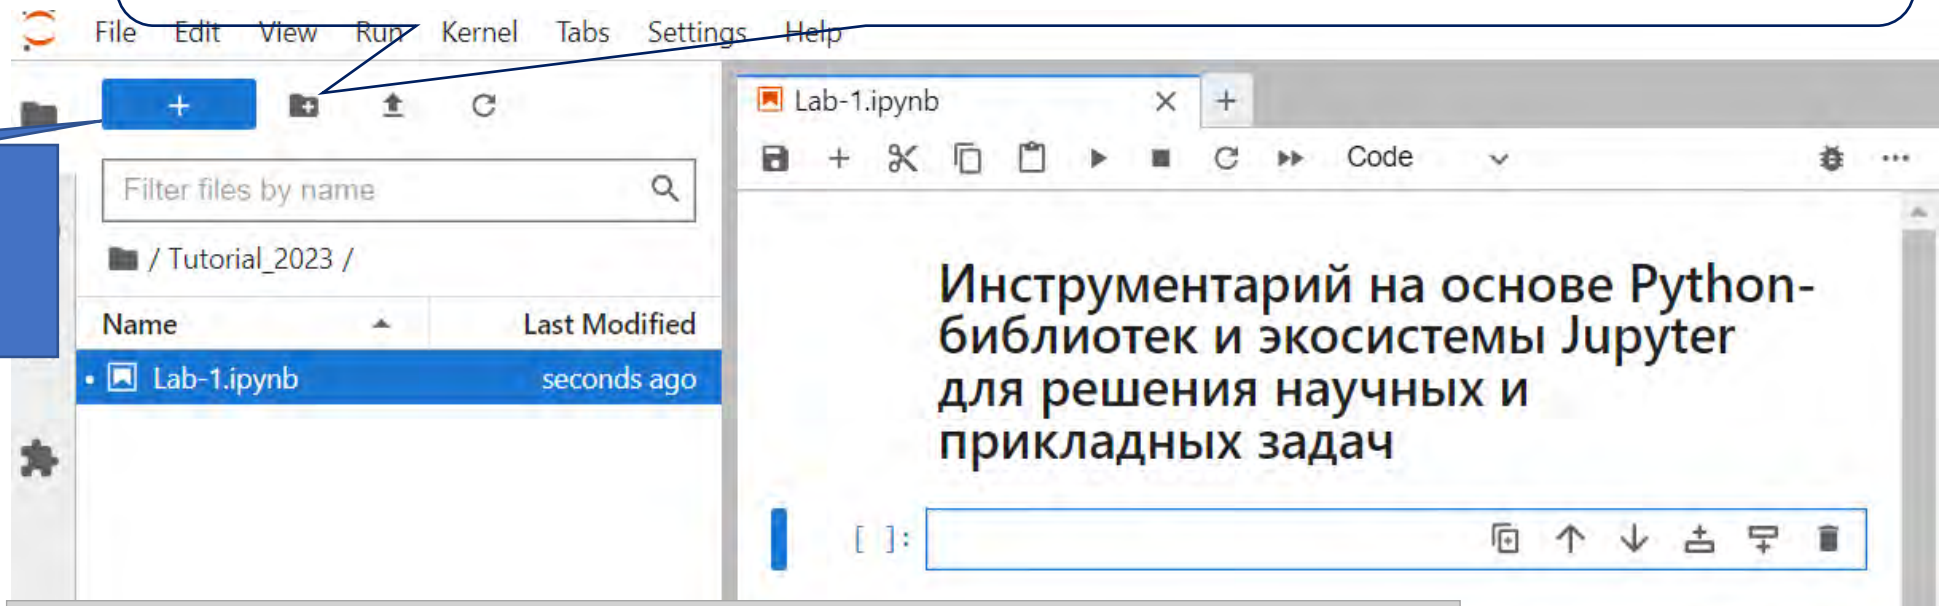 File Edit View Run Kernel Tabs Settings Help
+
Lab-1.ipynb
+
Code
Filter files by name
/ Tutorial_2023 /
Name Last Modified
Lab-1.ipynb seconds ago
Инструментарий на основе Python-
библиотек и экосистемы Jupyter
для решения научных и
прикладных задач
[ ]: